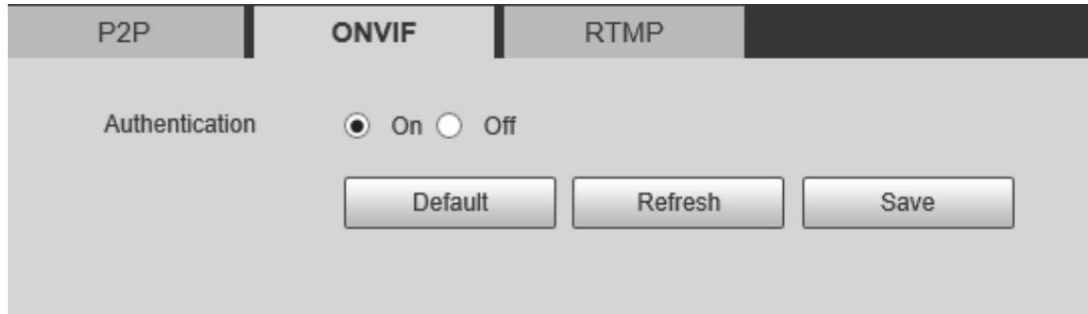 P2P ONVIF RTMP
Authentication On Off
Default Refresh Save